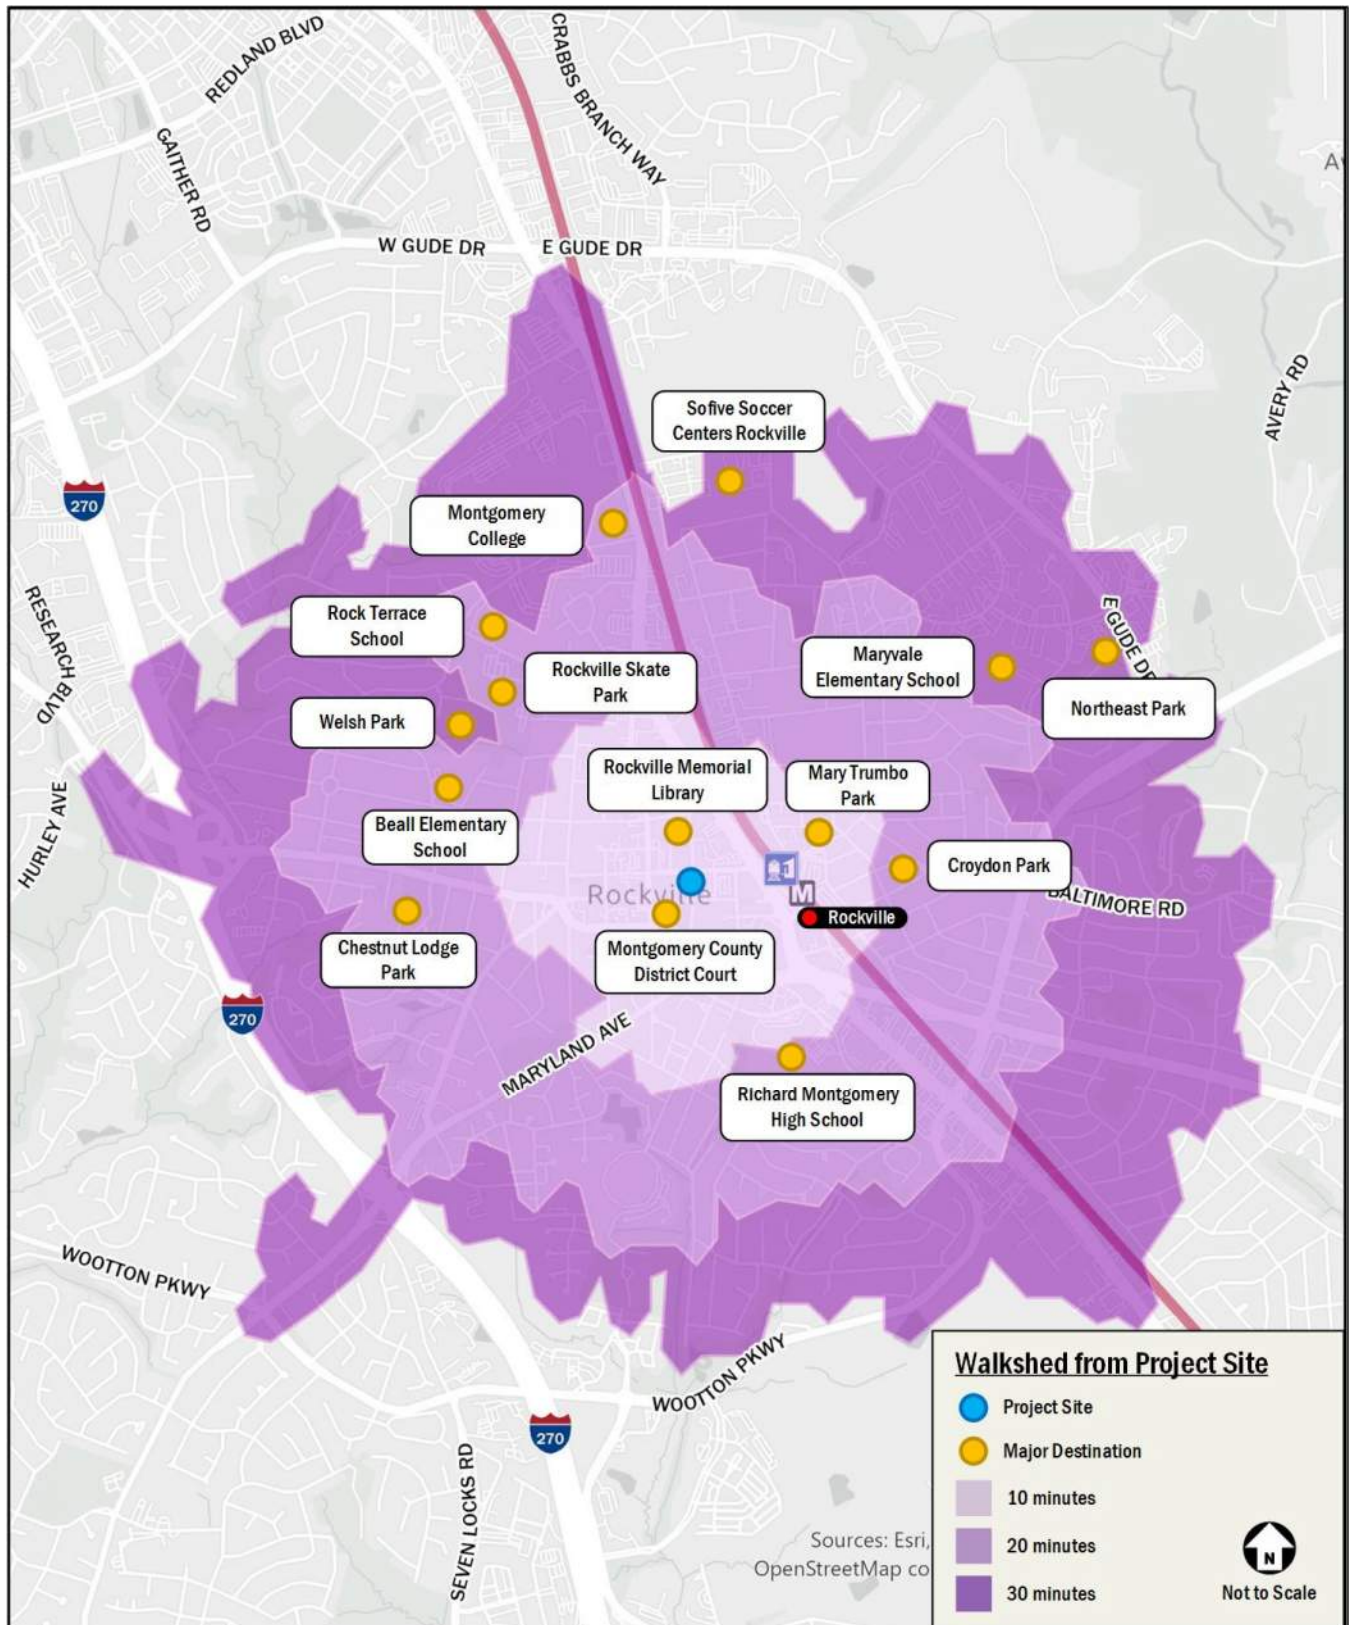 REDLAND BLVD
CRABBS BRANCH WAY
GAITHER RD
W GUDE DR
E GUDE DR
AVERY RD
Sofive Soccer
Centers Rockville
270
Montgomery
College
Rock Terrace
School
RESEARCH BLVD
E GUDE DR
Maryvale
Elementary School
Rockville Skate
Park
Northeast Park
Welsh Park
Rockville Memorial
Library
Mary Trumbo
Park
HURLEY AVE
Beall Elementary
School
Croydon Park
Rockville
M
BALTIMORE RD
Rockville
Chestnut Lodge
Park
Montgomery County
District Court
270
MARYLAND AVE
Richard Montgomery
High School
WOOTTON PKWY
WOOTTON PKWY
270
SEVEN LOCKS RD
Walkshed from Project Site
Project Site
Major Destination
10 minutes
20 minutes
30 minutes
N
Not to Scale
Sources: Esri,
OpenStreetMap co